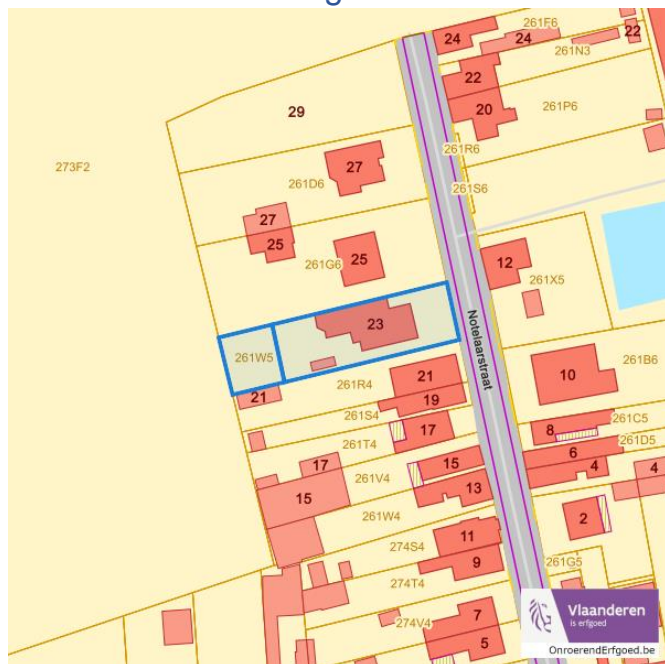 24
261F6
24
22
261N3
22
29
20
261P6
261R6
273F2
27
261D6
261S6
27
25
25
261G6
12
261X5
23
Notelaarstraat
261W5
21
261R4
21
10
261B6
19
261S4
8
261C5
17
261T4
261D5
6
17
15
4
4
261V4
15
13
261W4
2
11
274S4
9
261G5
274T4
7
274V4
5
Vlaanderen
is erfgoed
OnroerendErfgoed.be